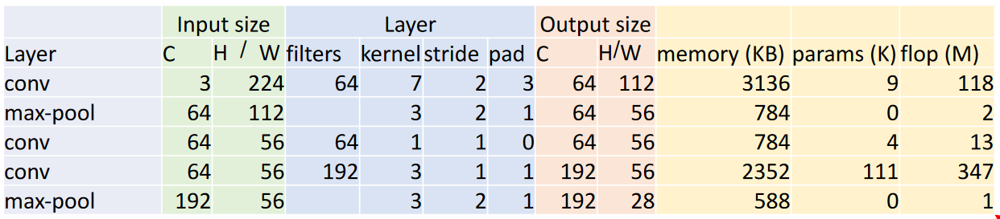 Input size Layer Output size
Layer C H / W filters kernel stride pad C H/W memory (KB) params (K) flop (M)
conv 3 224 64 7 2 3 64 112 3136 9 118
max-pool 64 112 3 2 1 64 56 784 0 2
conv 64 56 64 1 1 0 64 56 784 4 13
conv 64 56 192 3 1 1 192 56 2352 111 347
max-pool 192 56 3 2 1 192 28 588 0 1